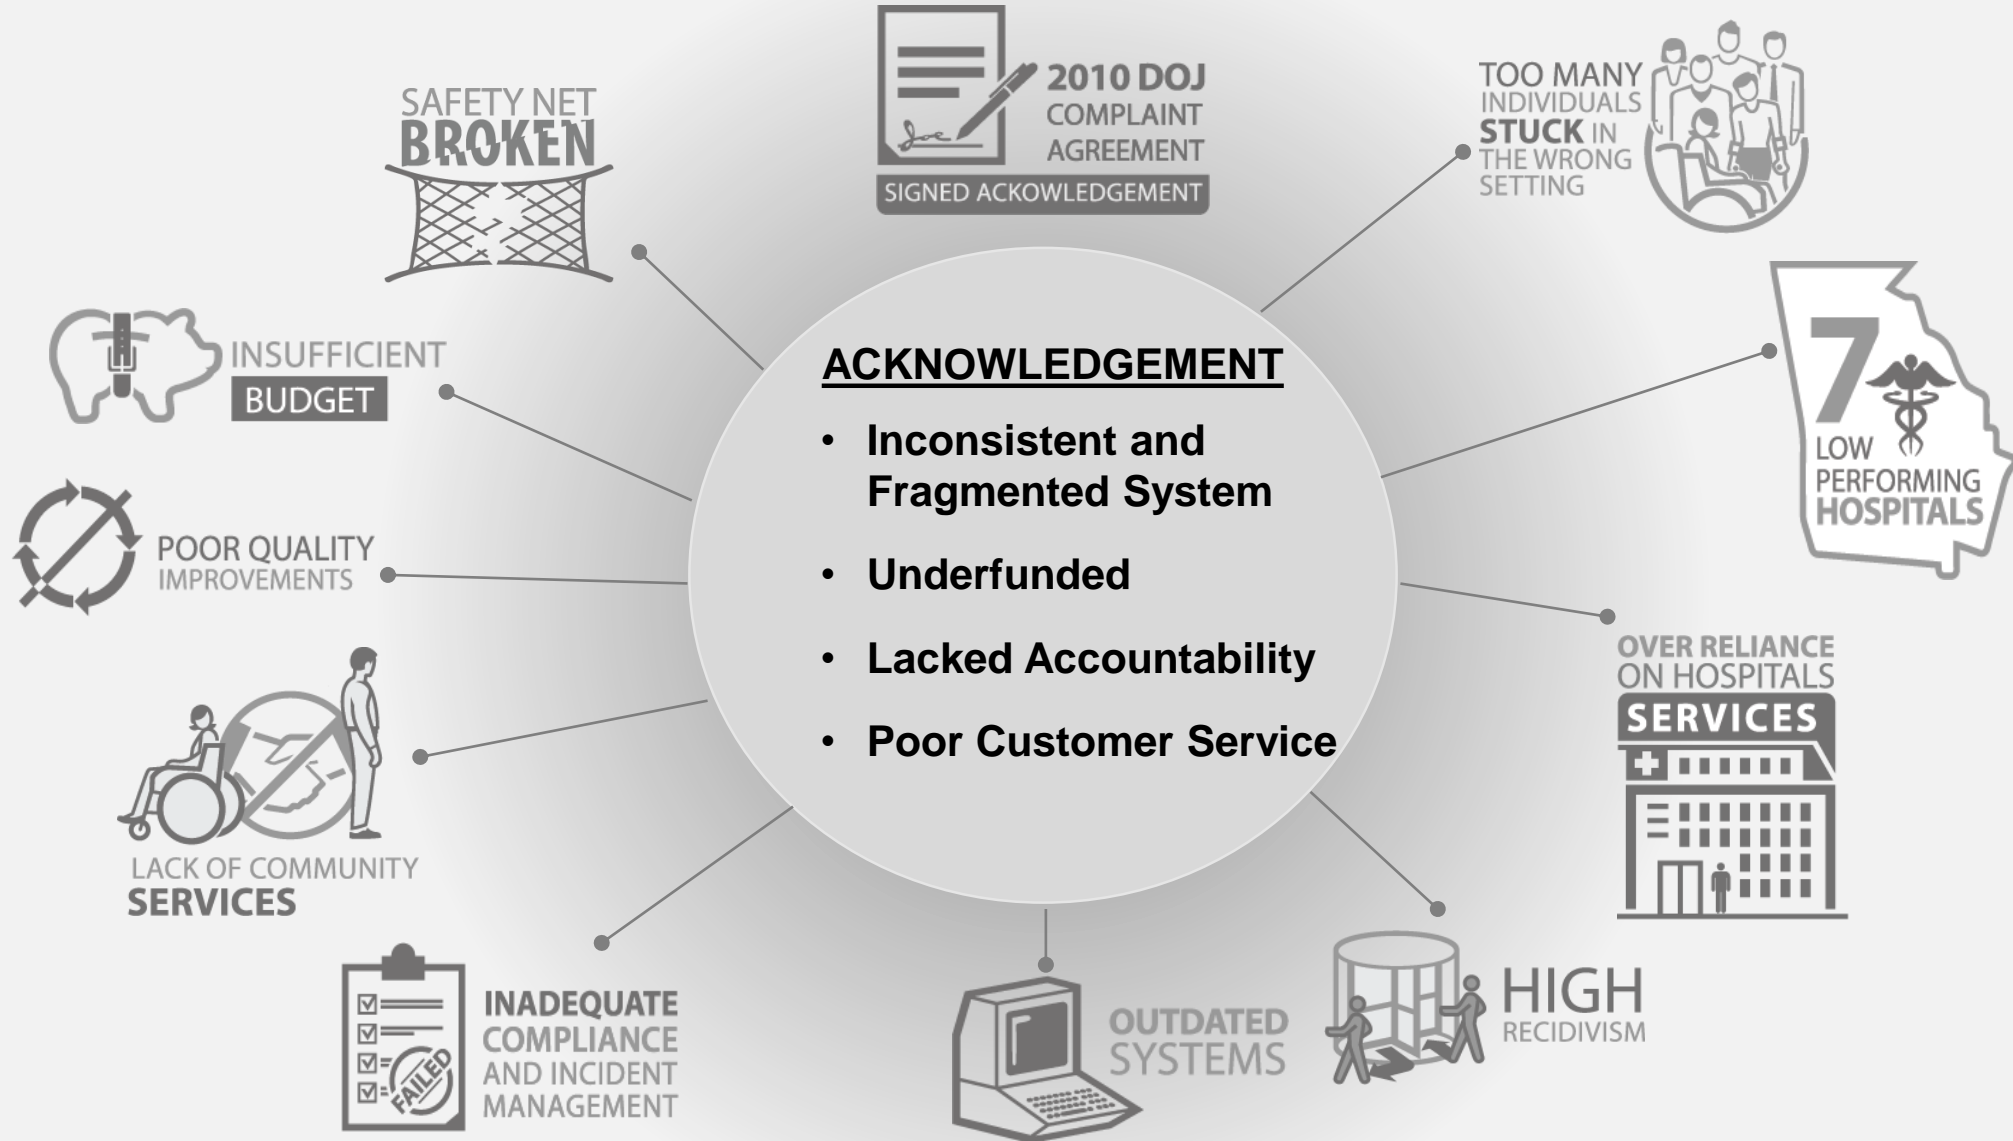 SAFETY NET
BROKEN
2010 DOJ
COMPLAINT
AGREEMENT
SIGNED ACKOWLEDGEMENT
TOO MANY
INDIVIDUALS
STUCK IN
THE WRONG
SETTING
INSUFFICIENT
BUDGET
7
LOW
PERFORMING
HOSPITALS
POOR QUALITY
IMPROVEMENTS
ACKNOWLEDGEMENT
• Inconsistent and
Fragmented System
• Underfunded
• Lacked Accountability
• Poor Customer Service
OVER RELIANCE
ON HOSPITALS
SERVICES
LACK OF COMMUNITY
SERVICES
FAILED
INADEQUATE
COMPLIANCE
AND INCIDENT
MANAGEMENT
OUTDATED
SYSTEMS
HIGH
RECIDIVISM